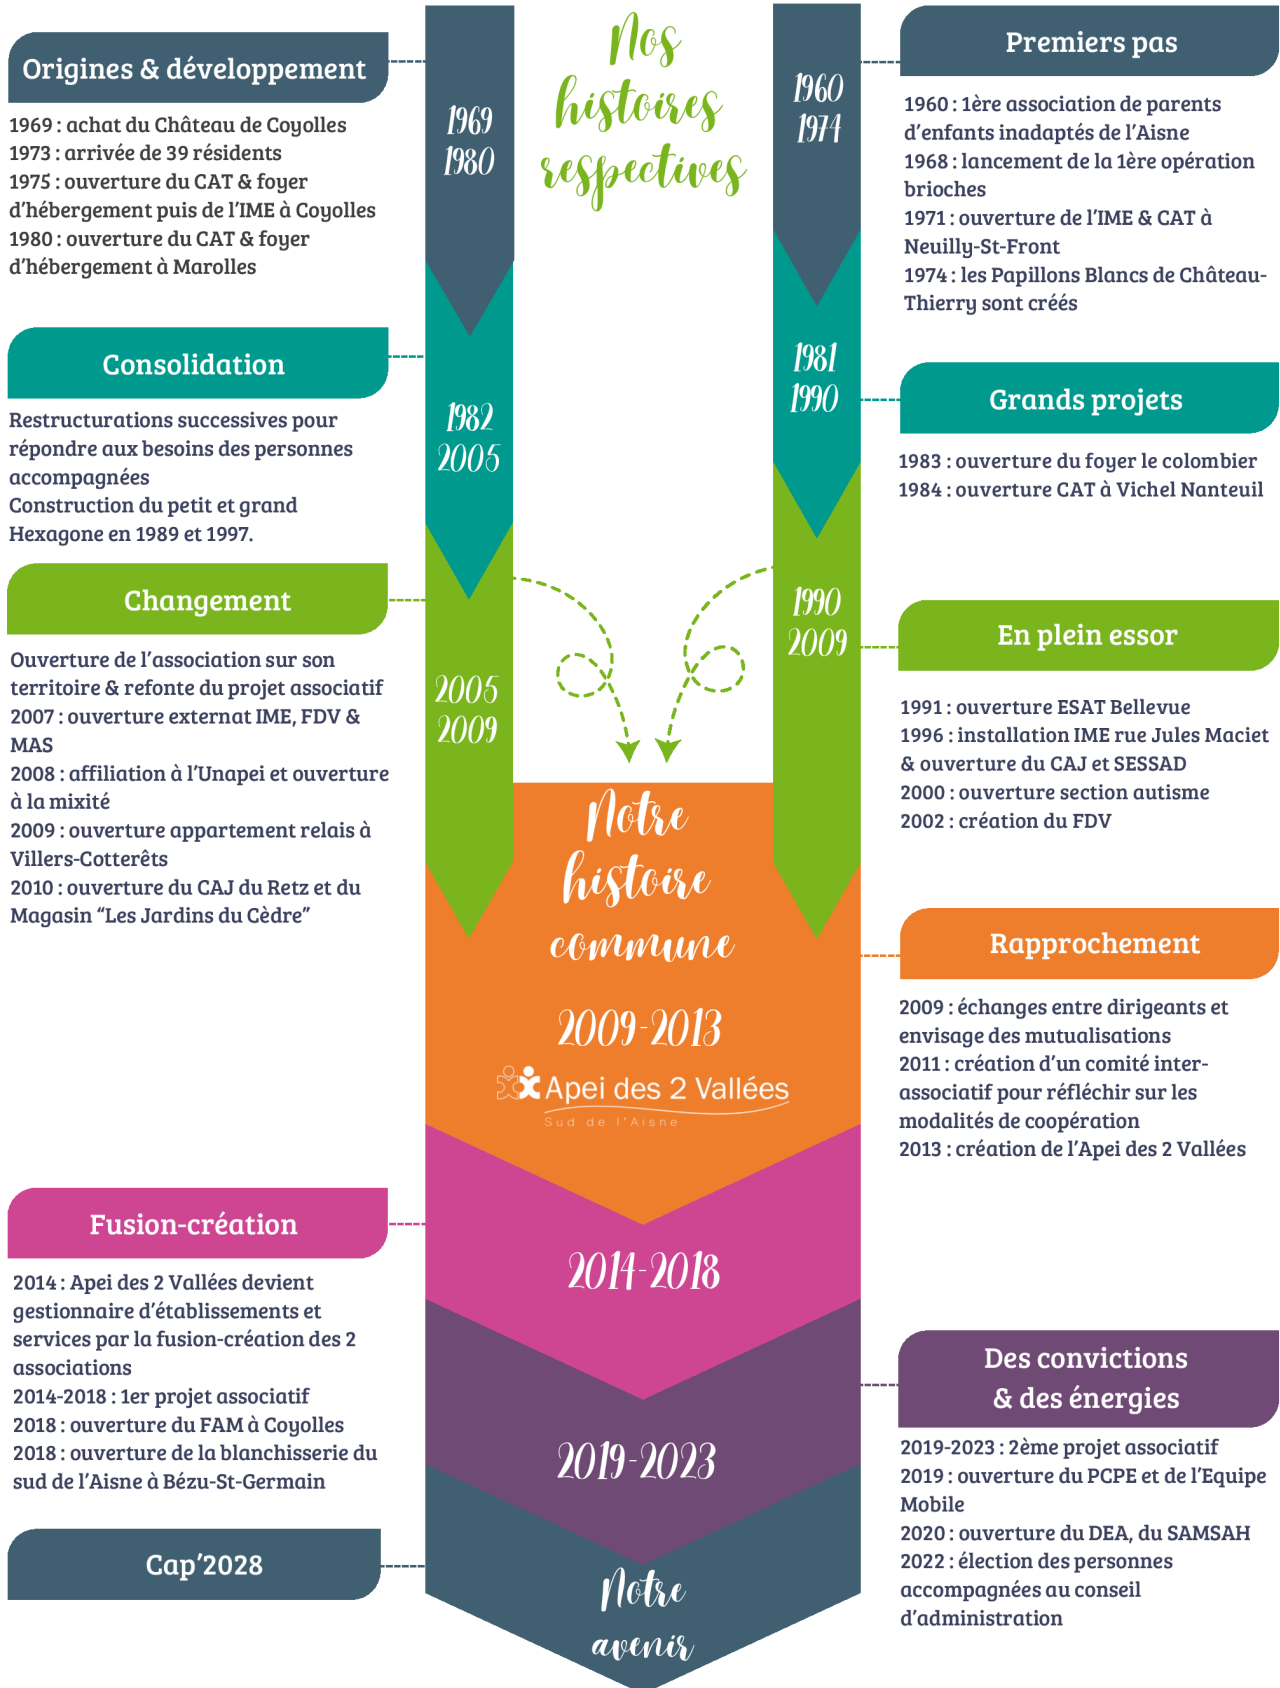 Nos
histoires
respectives
Origines & développement
1969
1980
1969 : achat du Château de Coyolles
1973 : arrivée de 39 résidents
1975 : ouverture du CAT & foyer
d'hébergement puis de l'IME à Coyolles
1980 : ouverture du CAT & foyer
d'hébergement à Marolles
Consolidation
1982
2005
Restructurations successives pour
répondre aux besoins des personnes
accompagnées
Construction du petit et grand
Hexagone en 1989 et 1997.
Changement
2005
2009
Ouverture de l'association sur son
territoire & refonte du projet associatif
2007 : ouverture externat IME, FDV &
MAS
2008 : affiliation à l'Unapei et ouverture
à la mixité
2009 : ouverture appartement relais à
Villers-Cotterêts
2010 : ouverture du CAJ du Retz et du
Magasin “Les Jardins du Cèdre”
Premiers pas
1960
1974
1960 : 1ère association de parents
d'enfants inadaptés de l'Aisne
1968 : lancement de la 1ère opération
brioches
1971 : ouverture de l'IME & CAT à
Neuilly-St-Front
1974 : les Papillons Blancs de Château-
Thierry sont créés
Grands projets
1981
1990
1983 : ouverture du foyer le colombier
1984 : ouverture CAT à Vichel Nanteuil
En plein essor
1990
2009
1991 : ouverture ESAT Bellevue
1996 : installation IME rue Jules Maciet
& ouverture du CAJ et SESSAD
2000 : ouverture section autisme
2002 : création du FDV
Notre
histoire
commune
2009-2013
Apei des 2 Vallées
Sud de l'Aisne
Rapprochement
2009 : échanges entre dirigeants et
envisage des mutualisations
2011 : création d'un comité inter-
associatif pour réfléchir sur les
modalités de coopération
2013 : création de l'Apei des 2 Vallées
Fusion-création
2014-2018
2014 : Apei des 2 Vallées devient
gestionnaire d'établissements et
services par la fusion-création des 2
associations
2014-2018 : 1er projet associatif
2018 : ouverture du FAM à Coyolles
2018 : ouverture de la blanchisserie du
sud de l'Aisne à Bézu-St-Germain
Des convictions
& des énergies
2019-2023
2019-2023 : 2ème projet associatif
2019 : ouverture du PCPE et de l'Equipe
Mobile
2020 : ouverture du DEA, du SAMSAH
2022 : élection des personnes
accompagnées au conseil
d'administration
Cap'2028
Notre
avenir